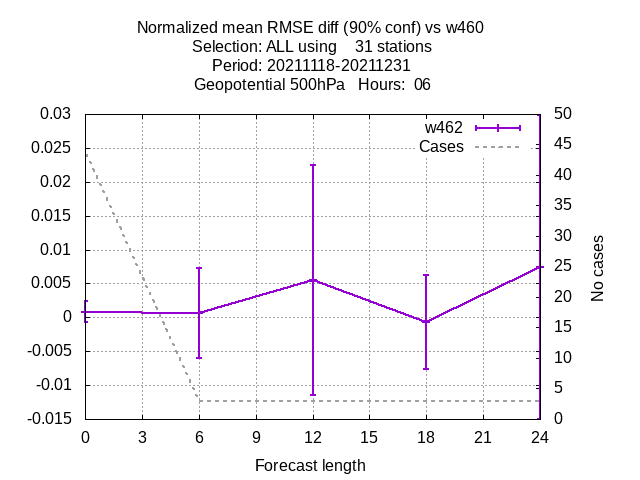 Normalized mean RMSE diff (90% conf) vs w460
Selection: ALL using    31 stations
Period: 20211118-20211231
Geopotential 500hPa   Hours:  06
w462
Cases
0.03
0.025
0.02
0.015
0.01
0.005
0
-0.005
-0.01
-0.015
50
45
40
35
30
25
20
15
10
5
0
No cases
0 3 6 9 12 15 18 21 24
Forecast length